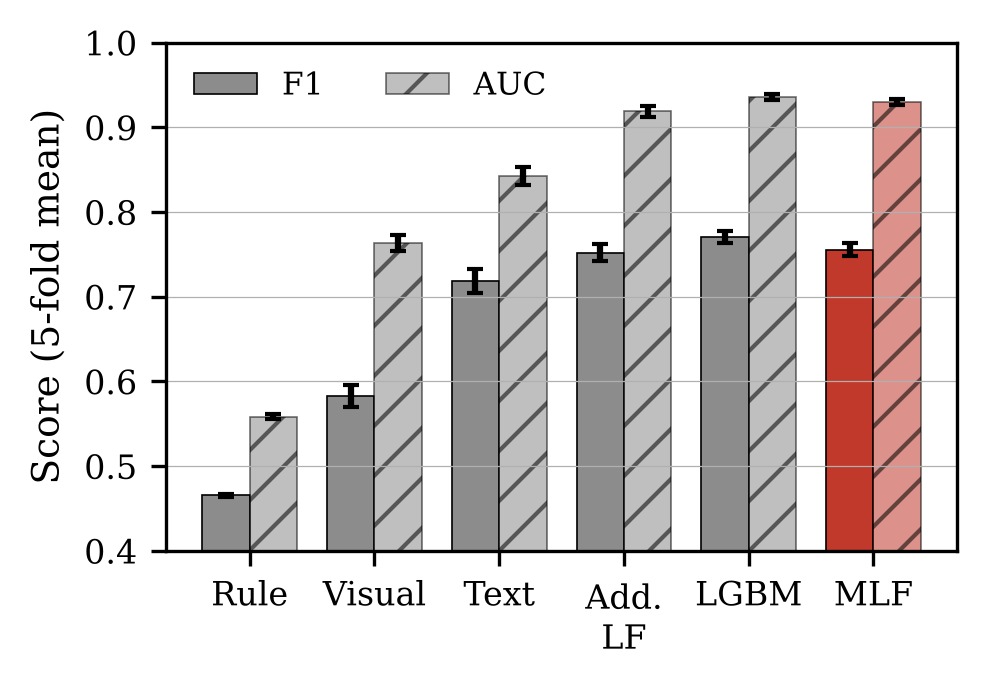 Score (5-fold mean)
1.0
0.9
0.8
0.7
0.6
0.5
0.4
F1
AUC
Rule
Visual
Text
Add.
LF
LGBM
MLF